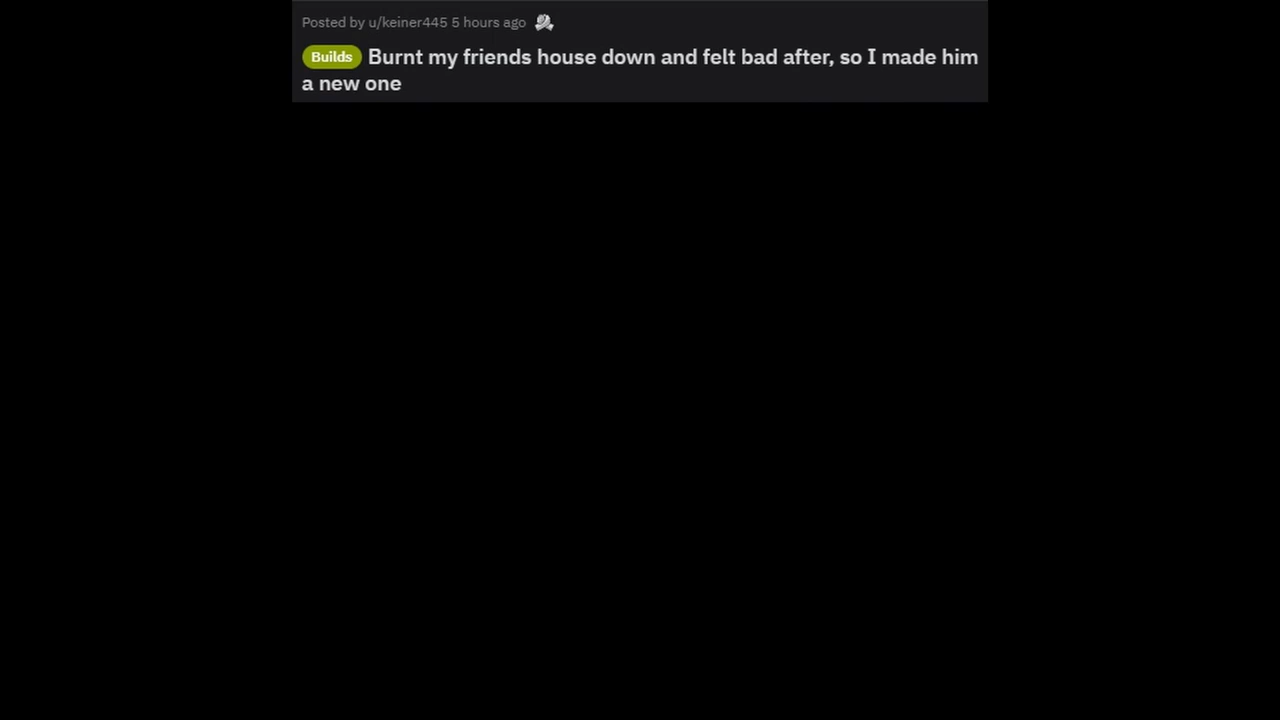 Posted by u/keiner445 5 hours ago
Builds Burnt my friends house down and felt bad after, so I made him
a new one